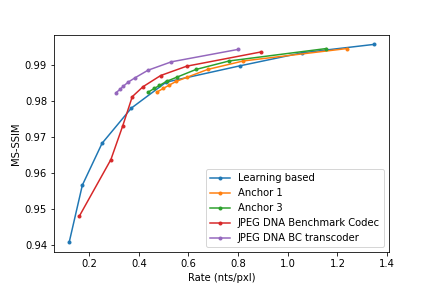 0.99
0.98
0.97
0.96
0.95
0.94
MS-SSIM
0.2 0.4 0.6 0.8 1.0 1.2 1.4
Rate (nts/pxl)
Learning based
Anchor 1
Anchor 3
JPEG DNA Benchmark Codec
JPEG DNA BC transcoder